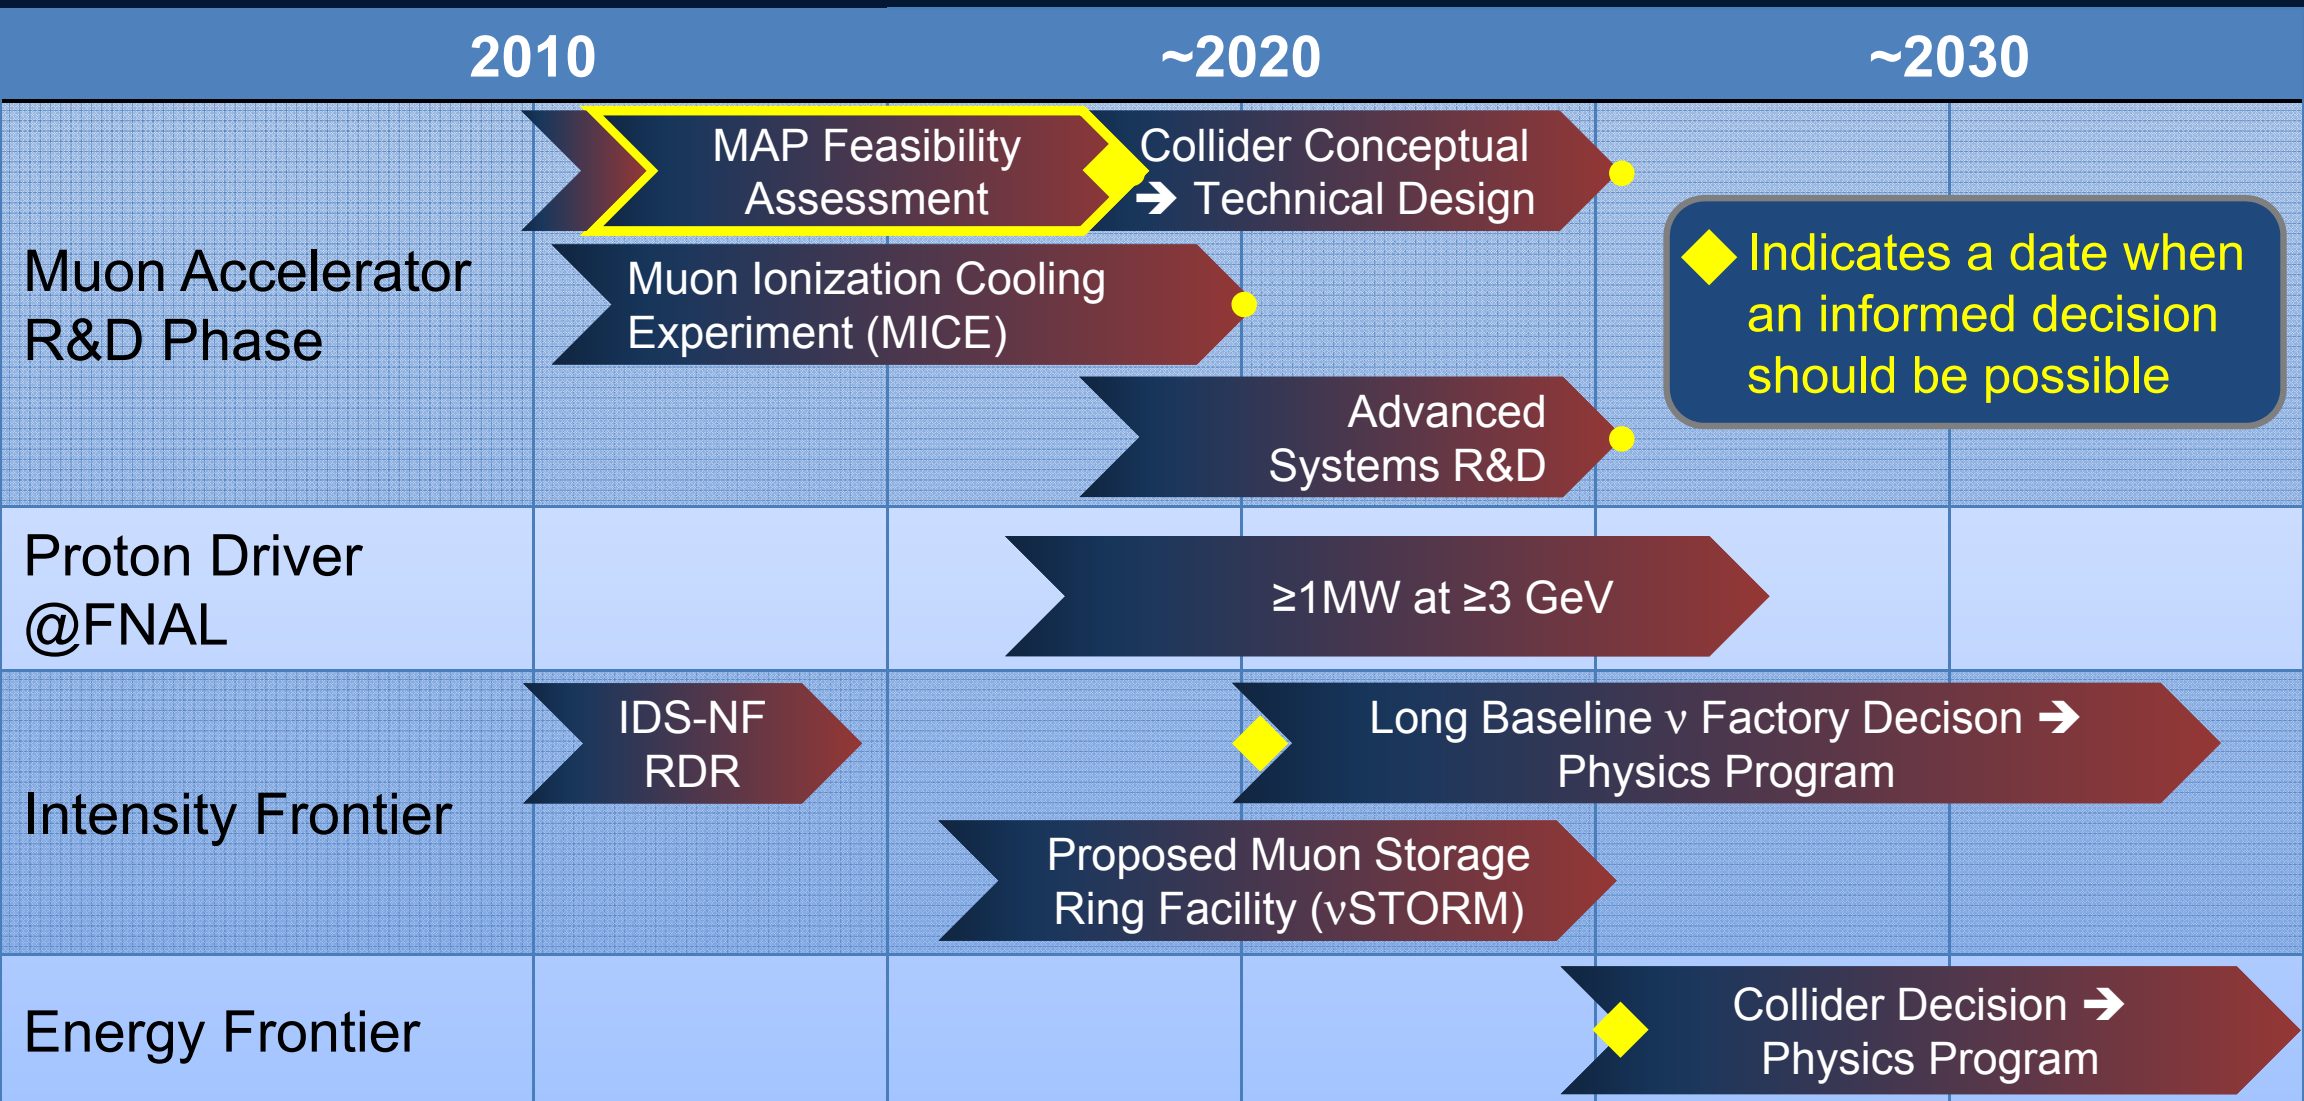 2010 ~2020 ~2030
Muon Accelerator
R&D Phase
MAP Feasibility
Assessment
Collider Conceptual
➔ Technical Design
Muon Ionization Cooling
Experiment (MICE)
Advanced
Systems R&D
Indicates a date when
an informed decision
should be possible
Proton Driver
@FNAL
≥1MW at ≥3 GeV
Intensity Frontier
IDS-NF
RDR
Long Baseline ν Factory Decison ➔
Physics Program
Proposed Muon Storage
Ring Facility (νSTORM)
Energy Frontier
Collider Decision ➔
Physics Program